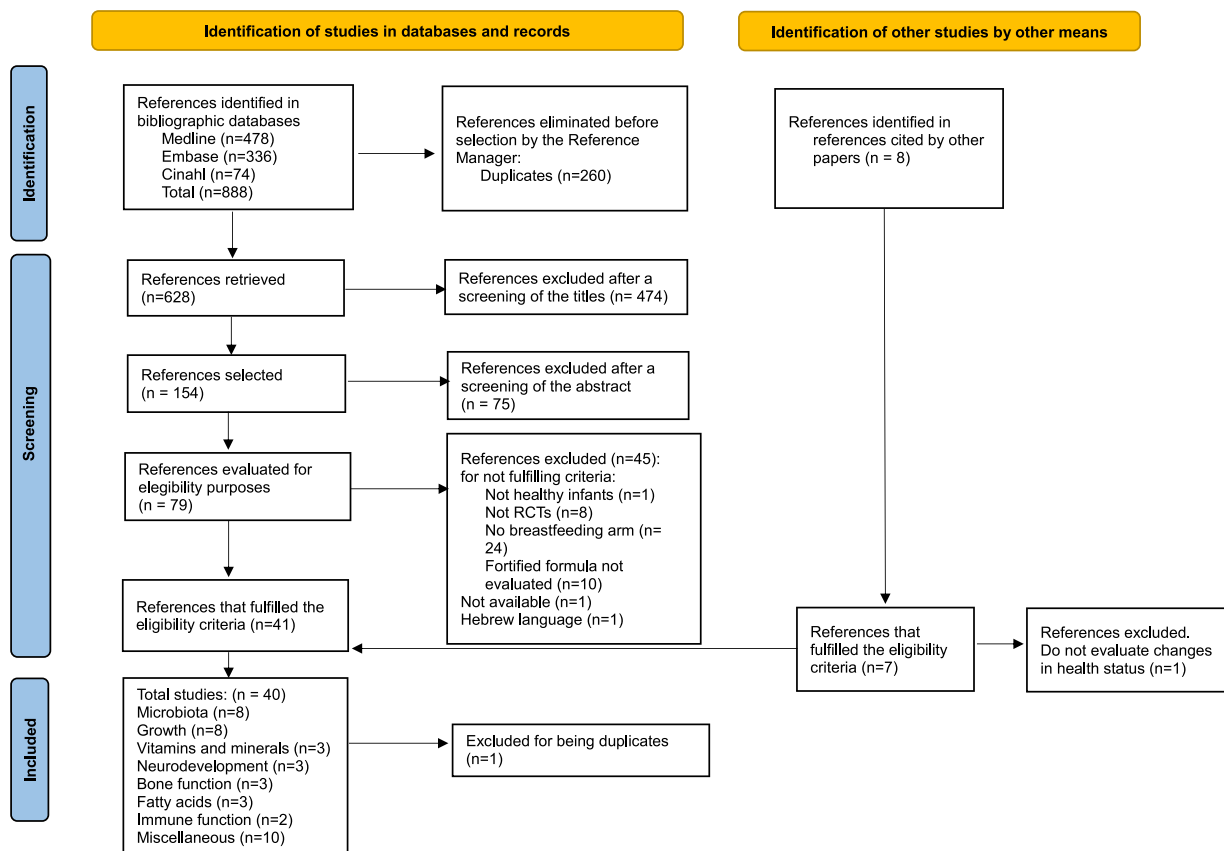 Identification of studies in databases and records
Identification of other studies by other means
Identification
References identified in
bibliographic databases
Medline (n=478)
Embase (n=336)
Cinahl (n=74)
Total (n=888)
References eliminated before
selection by the Reference
Manager:
Duplicates (n=260)
References identified in
references cited by other
papers (n = 8)
Screening
References retrieved
(n=628)
References excluded after a
screening of the titles (n= 474)
References selected
(n = 154)
References excluded after a
screening of the abstract
(n = 75)
References evaluated for
elegibility purposes
n = 79)
References excluded (n=45):
for not fulfilling criteria:
Not healthy infants (n=1)
Not RCTs (n=8)
No breastfeeding arm (n=
24)
Fortified formula not
evaluated (n=10)
Not available (n=1)
Hebrew language (n=1)
References that fulfilled the
eligibility criteria (n=41)
References that
fulfilled the eligibility
criteria (n=7)
References excluded.
Do not evaluate changes
in health status (n=1)
Included
Total studies: (n = 40)
Microbiota (n=8)
Growth (n=8)
Vitamins and minerals (n=3)
Neurodevelopment (n=3)
Bone function (n=3)
Fatty acids (n=3)
Immune function (n=2)
Miscellaneous (n=10)
Excluded for being duplicates
(n=1)